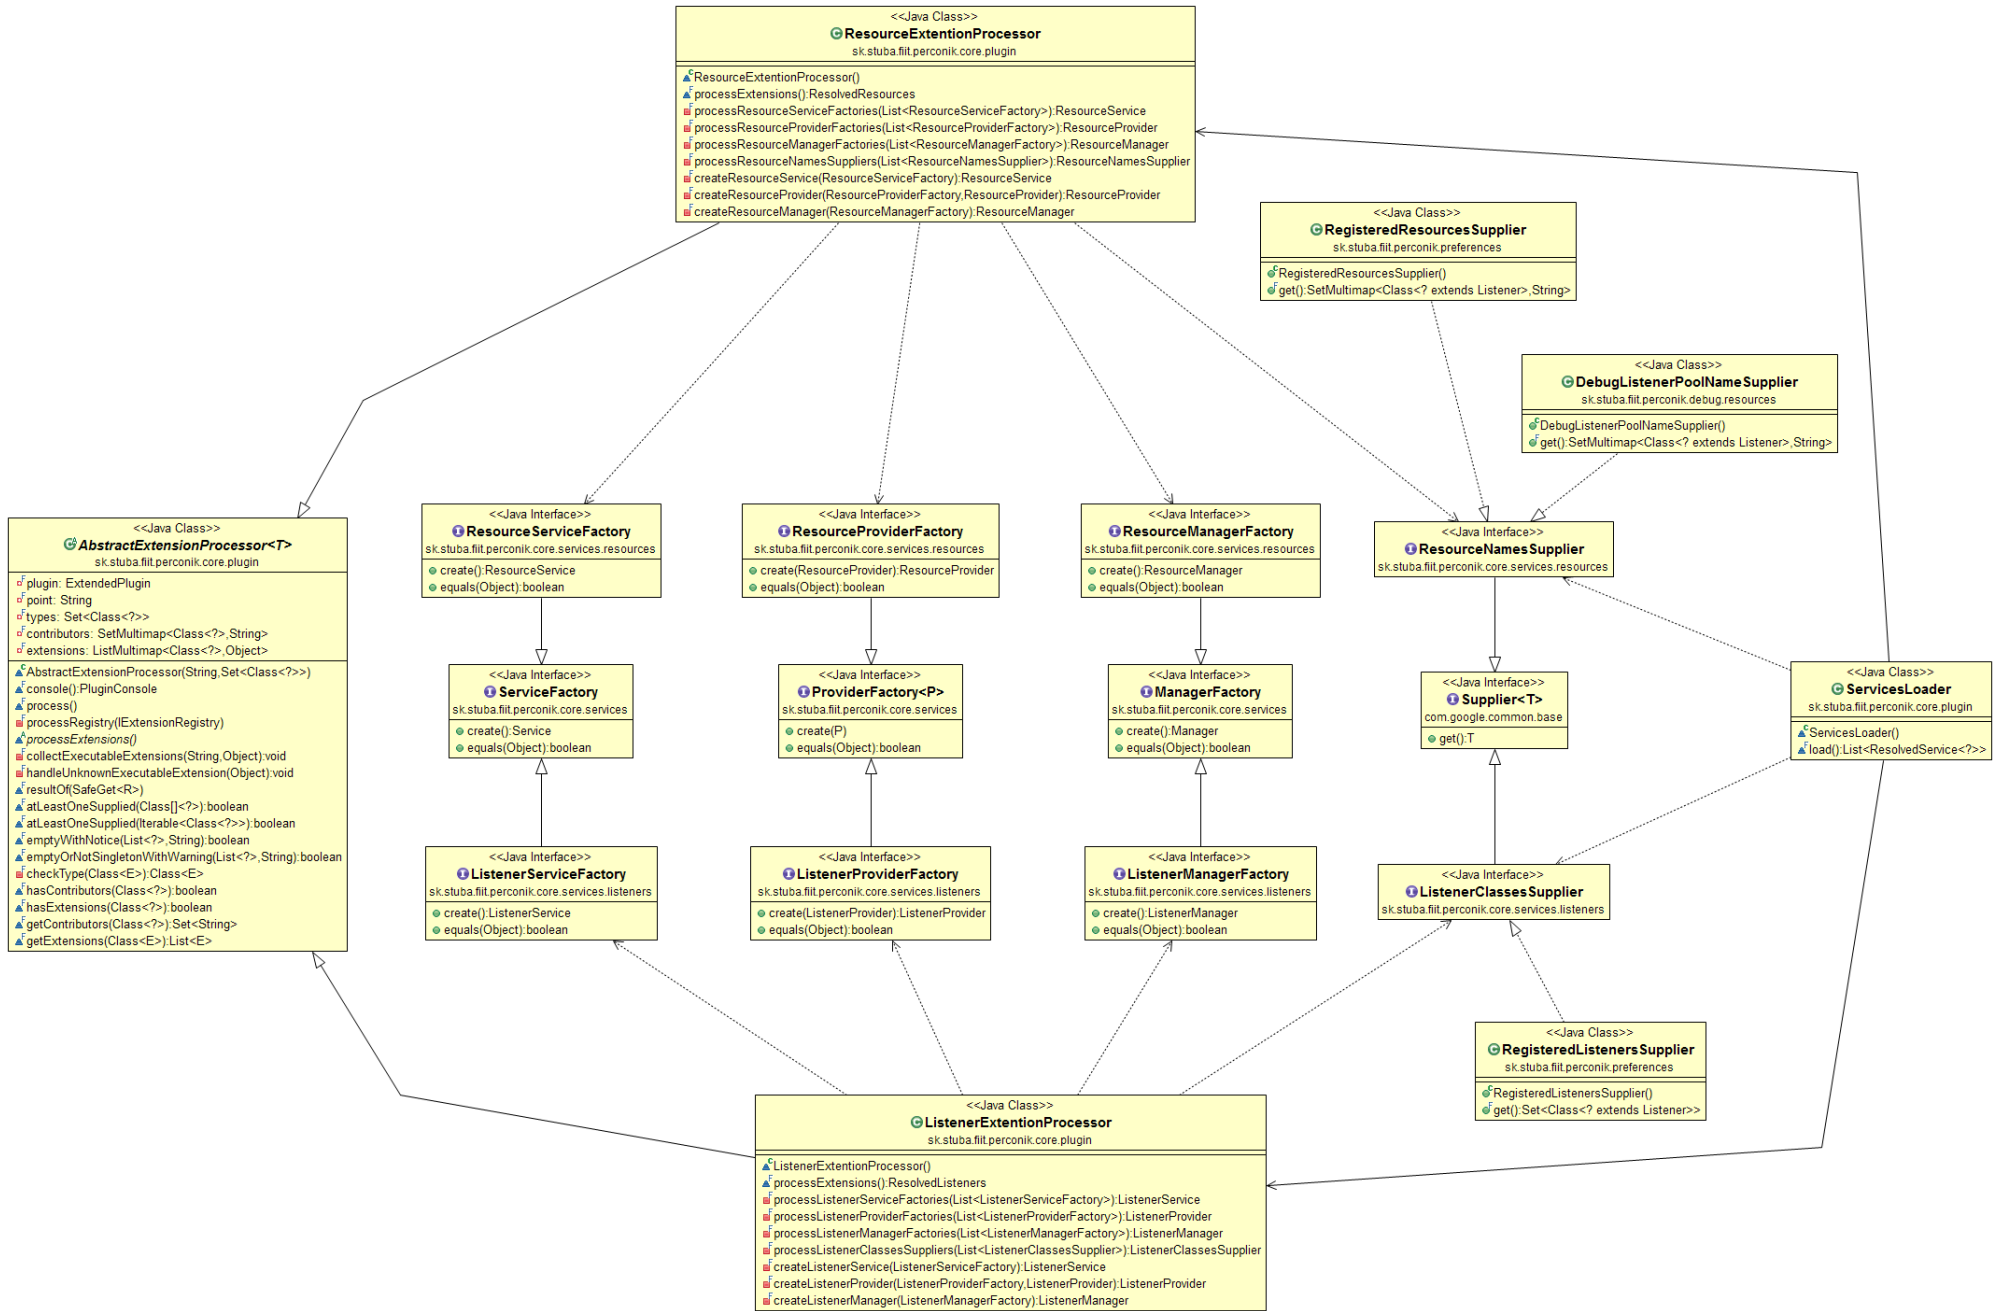 <<Java Class>>
ResourceExtentionProcessor
sk.stuba.fiit.perconik.core.plugin
ResourceExtentionProcessor()
processExtensions():ResolvedResources
processResourceServiceFactories(List<ResourceServiceFactory>):ResourceService
processResourceProviderFactories(List<ResourceProviderFactory>):ResourceProvider
processResourceManagerFactories(List<ResourceManagerFactory>):ResourceManager
processResourceNamesSuppliers(List<ResourceNamesSupplier>):ResourceNamesSupplier
createResourceService(ResourceServiceFactory):ResourceService
createResourceProvider(ResourceProviderFactory,ResourceProvider):ResourceProvider
createResourceManager(ResourceManagerFactory):ResourceManager
<<Java Class>>
RegisteredResourcesSupplier
sk.stuba.fiit.perconik.preferences
RegisteredResourcesSupplier()
get():SetMultimap<Class<? extends Listener>,String>
<<Java Class>>
DebugListenerPoolNameSupplier
sk.stuba.fiit.perconik.debug.resources
DebugListenerPoolNameSupplier()
get():SetMultimap<Class<? extends Listener>,String>
<<Java Class>>
AbstractExtensionProcessor<T>
sk.stuba.fiit.perconik.core.plugin
plugin: ExtendedPlugin
point: String
types: Set<Class<?>>
contributors: SetMultimap<Class<?>,String>
extensions: ListMultimap<Class<?>,Object>
AbstractExtensionProcessor(String,Set<Class<?>>)
console():PluginConsole
process()
processRegistry(IExtensionRegistry)
processExtensions()
collectExecutableExtensions(String,Object):void
handleUnknownExecutableExtension(Object):void
resultOf(SafeGet<R>)
atLeastOneSupplied(Class[]<?>):boolean
atLeastOneSupplied(Iterable<Class<?>>):boolean
emptyWithNotice(List<?>,String):boolean
emptyOrNotSingletonWithWarning(List<?>,String):boolean
checkType(Class<E>):Class<E>
hasContributors(Class<?>):boolean
hasExtensions(Class<?>):boolean
getContributors(Class<?>):Set<String>
getExtensions(Class<E>):List<E>
<<Java Interface>>
ResourceServiceFactory
sk.stuba.fiit.perconik.core.services.resources
create():ResourceService
equals(Object):boolean
<<Java Interface>>
ResourceProviderFactory
sk.stuba.fiit.perconik.core.services.resources
create(ResourceProvider):ResourceProvider
equals(Object):boolean
<<Java Interface>>
ResourceManagerFactory
sk.stuba.fiit.perconik.core.services.resources
create():ResourceManager
equals(Object):boolean
<<Java Interface>>
ResourceNamesSupplier
sk.stuba.fiit.perconik.core.services.resources
<<Java Interface>>
ServiceFactory
sk.stuba.fiit.perconik.core.services
create():Service
equals(Object):boolean
<<Java Interface>>
ProviderFactory<P>
sk.stuba.fiit.perconik.core.services
create(P)
equals(Object):boolean
<<Java Interface>>
ManagerFactory
sk.stuba.fiit.perconik.core.services
create():Manager
equals(Object):boolean
<<Java Interface>>
Supplier<T>
com.google.common.base
get():T
<<Java Class>>
ServicesLoader
sk.stuba.fiit.perconik.core.plugin
ServicesLoader()
load():List<ResolvedService<?>>
<<Java Interface>>
ListenerServiceFactory
sk.stuba.fiit.perconik.core.services.listeners
create():ListenerService
equals(Object):boolean
<<Java Interface>>
ListenerProviderFactory
sk.stuba.fiit.perconik.core.services.listeners
create(ListenerProvider):ListenerProvider
equals(Object):boolean
<<Java Interface>>
ListenerManagerFactory
sk.stuba.fiit.perconik.core.services.listeners
create():ListenerManager
equals(Object):boolean
<<Java Interface>>
ListenerClassesSupplier
sk.stuba.fiit.perconik.core.services.listeners
<<Java Class>>
RegisteredListenersSupplier
sk.stuba.fiit.perconik.preferences
RegisteredListenersSupplier()
get():Set<Class<? extends Listener>>
<<Java Class>>
ListenerExtentionProcessor
sk.stuba.fiit.perconik.core.plugin
ListenerExtentionProcessor()
processExtensions():ResolvedListeners
processListenerServiceFactories(List<ListenerServiceFactory>):ListenerService
processListenerProviderFactories(List<ListenerProviderFactory>):ListenerProvider
processListenerManagerFactories(List<ListenerManagerFactory>):ListenerManager
processListenerClassesSuppliers(List<ListenerClassesSupplier>):ListenerClassesSupplier
createListenerService(ListenerServiceFactory):ListenerService
createListenerProvider(ListenerProviderFactory,ListenerProvider):ListenerProvider
createListenerManager(ListenerManagerFactory):ListenerManager